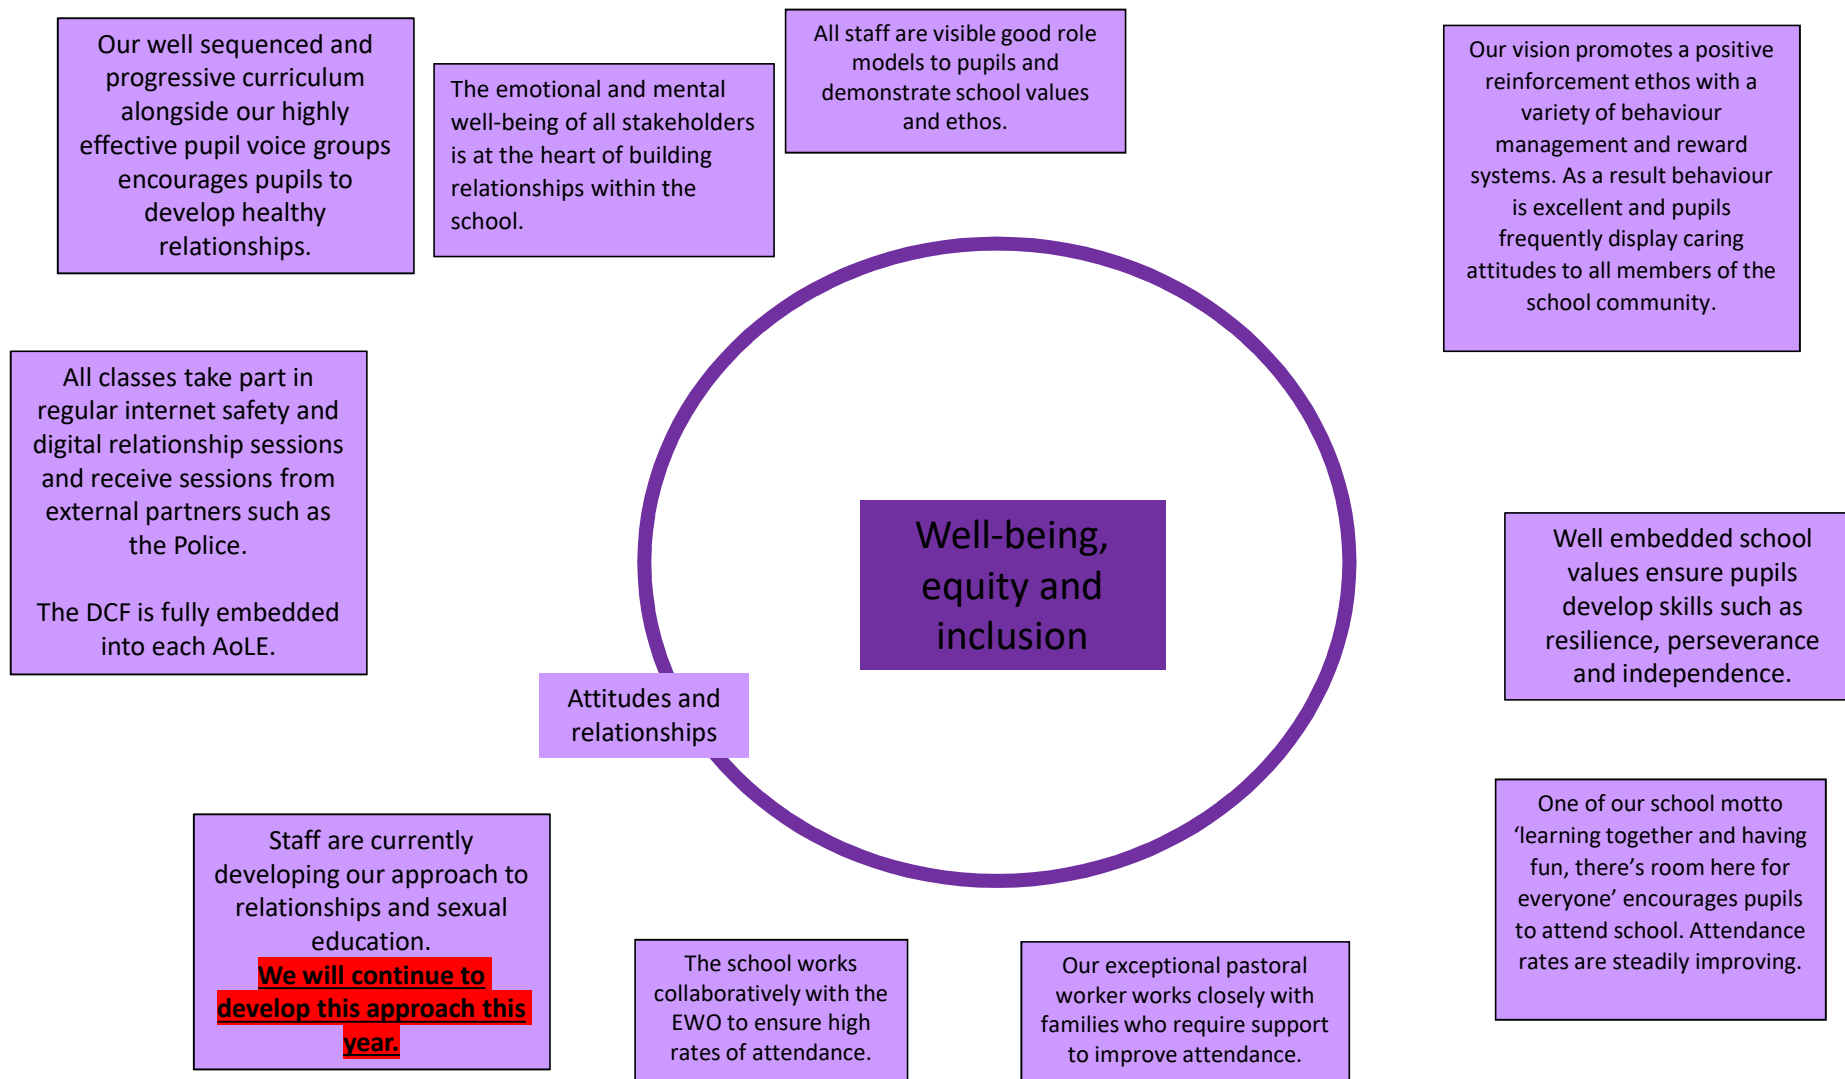 Our well sequenced and
progressive curriculum
alongside our highly
effective pupil voice groups
encourages pupils to
develop healthy
relationships.
The emotional and mental
well-being of all stakeholders
is at the heart of building
relationships within the
school.
All staff are visible good role
models to pupils and
demonstrate school values
and ethos.
Our vision promotes a positive
reinforcement ethos with a
variety of behaviour
management and reward
systems. As a result behaviour
is excellent and pupils
frequently display caring
attitudes to all members of the
school community.
All classes take part in
regular internet safety and
digital relationship sessions
and receive sessions from
external partners such as
the Police.
The DCF is fully embedded
into each AoLE.
Well-being,
equity and
inclusion
Well embedded school
values ensure pupils
develop skills such as
resilience, perseverance
and independence.
Attitudes and
relationships
One of our school motto
‘learning together and having
fun, there’s room here for
everyone’ encourages pupils
to attend school. Attendance
rates are steadily improving.
Staff are currently
developing our approach to
relationships and sexual
education.
We will continue to
develop this approach this
year.
The school works
collaboratively with the
EWO to ensure high
rates of attendance.
Our exceptional pastoral
worker works closely with
families who require support
to improve attendance.